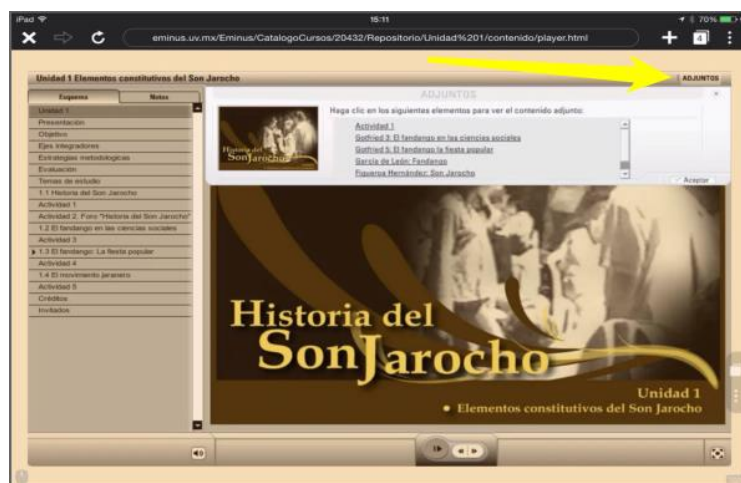 iPad
15:11
70%
eminus.uv.mx/Eminus/CatalogoCursos/20432/Repositorio/Unidad%201/contenido/player.html
4
Unidad 1 Elementos constitutivos del Son Jarocho
ADJUNTOS
Esquema
Notas
Unidad 1
Presentación
Objetivo
Ejes integradores
Estrategias metodologicas
Evaluación
Temas de estudio
1.1 Historia del Son Jarocho
Actividad 1
Actividad 2. Foro "Historia del Son Jarocho"
1.2 El fandango en las ciencias sociales
Actividad 3
1.3 El fandango: La fiesta popular
Actividad 4
1.4 El movimiento jaranero
Actividad 5
Créditos
Invitados
ADJUNTOS
Haga clic en los siguientes elementos para ver el contenido adjunto:
Historia del
Son Jarocho
Actividad 1
Gotfried 3: El fandango en las ciencias sociales
Gotfried 5: El fandango la fiesta popular
García de León: Fandango
Figueroa Hernández: Son Jarocho
Aceptar
Historia del
Son Jarocho
Unidad 1
• Elementos constitutivos del Son Jarocho